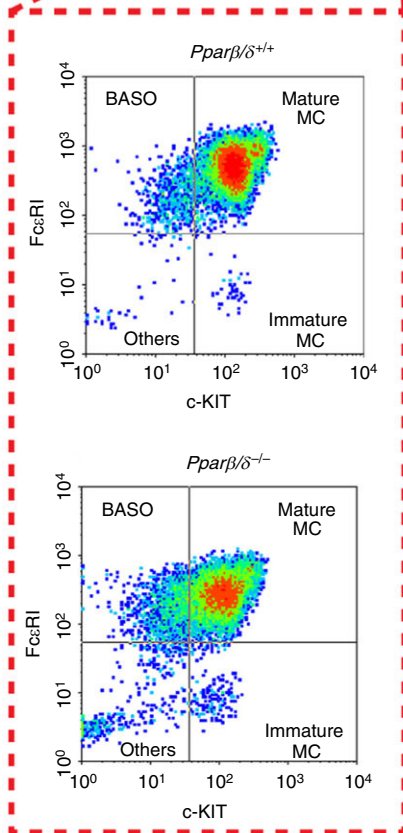 Pparβ/δ+/+
10⁴
BASO
Mature
MC
10³
FcεRI
10²
10¹
Others
Immature
MC
10⁰
10⁰ 10¹ 10² 10³ 10⁴
c-KIT
Pparβ/δ–/–
10⁴
BASO
Mature
MC
10³
FcεRI
10²
10¹
Others
Immature
MC
10⁰
10⁰ 10¹ 10² 10³ 10⁴
c-KIT